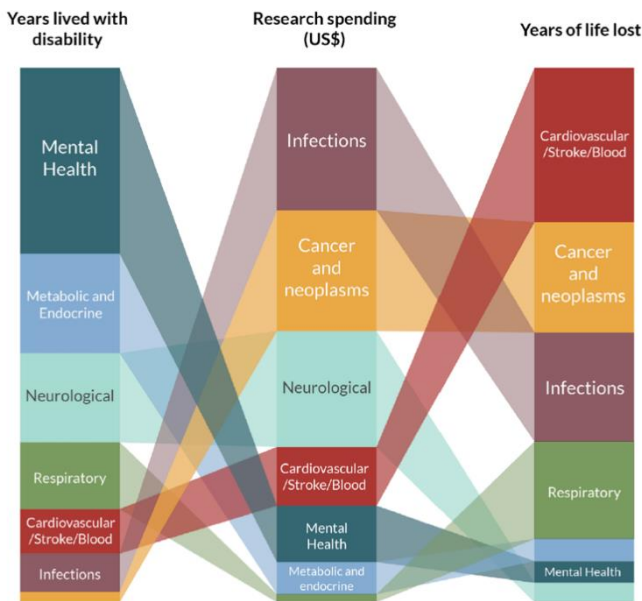 Years lived with
disability
Research spending
(US$)
Years of life lost
Mental
Health
Metabolic and
Endocrine
Neurological
Respiratory
Cardiovascular
/Stroke/Blood
Infections
Infections
Cancer
and
neoplasms
Neurological
Cardiovascular
/Stroke/Blood
Mental
Health
Metabolic and
endocrine
Cardiovascular
/Stroke/Blood
Cancer
and
neoplasms
Infections
Respiratory
Mental Health